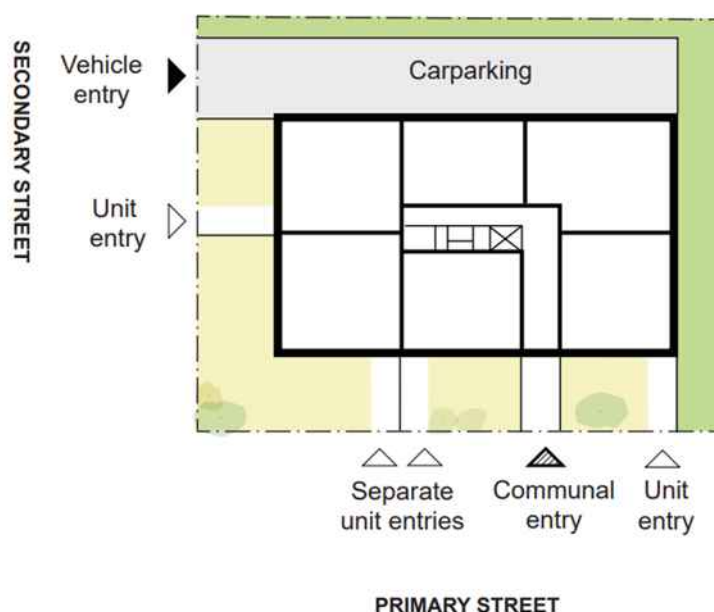 SECONDARY STREET
Vehicle
entry
Carparking
Unit
entry
Separate
unit entries
Communal
entry
Unit
entry
PRIMARY STREET